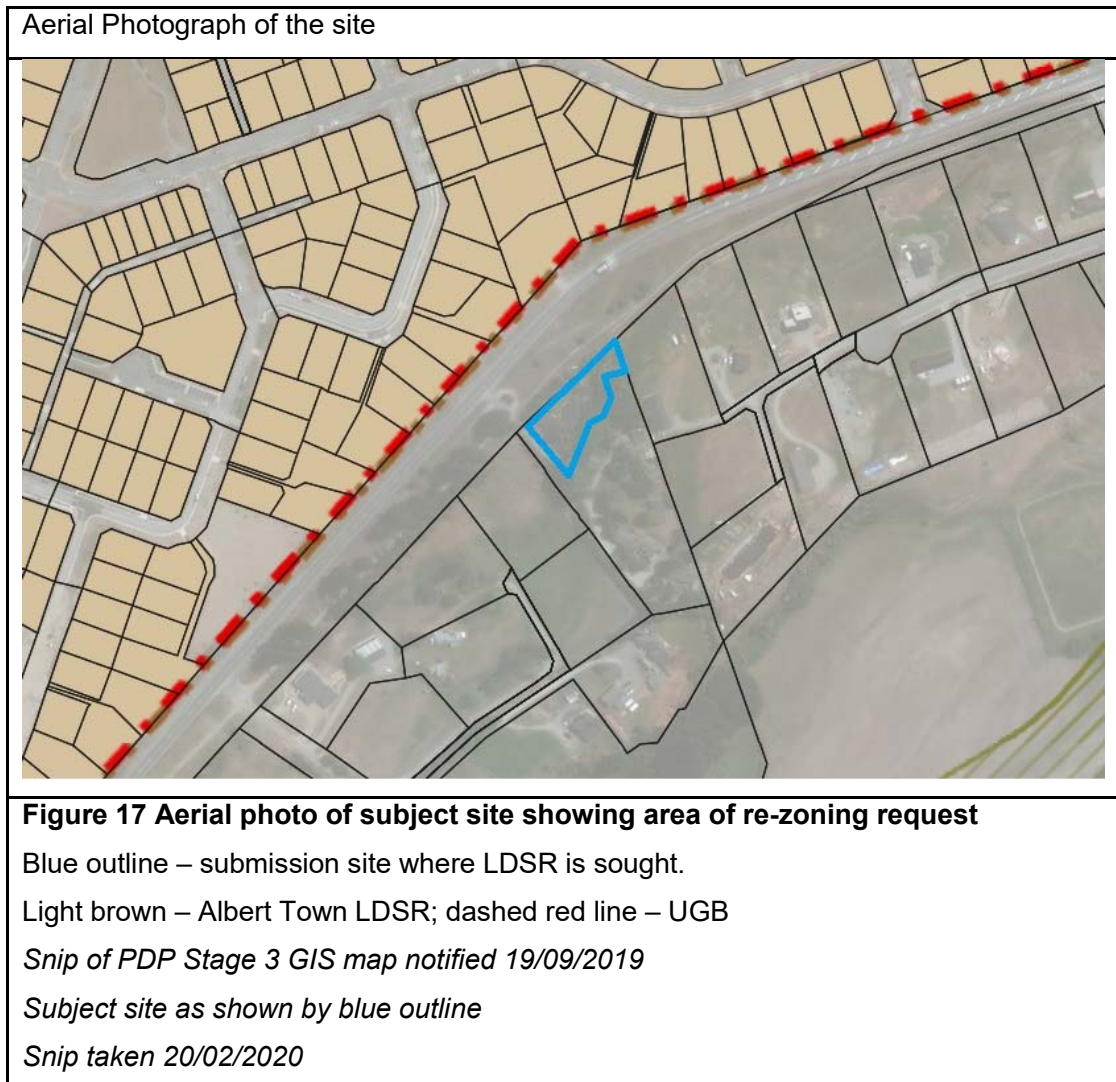 Aerial Photograph of the site
Figure 17 Aerial photo of subject site showing area of re-zoning request
Blue outline – submission site where LDSR is sought.
Light brown – Albert Town LDSR; dashed red line – UGB
Snip of PDP Stage 3 GIS map notified 19/09/2019
Subject site as shown by blue outline
Snip taken 20/02/2020